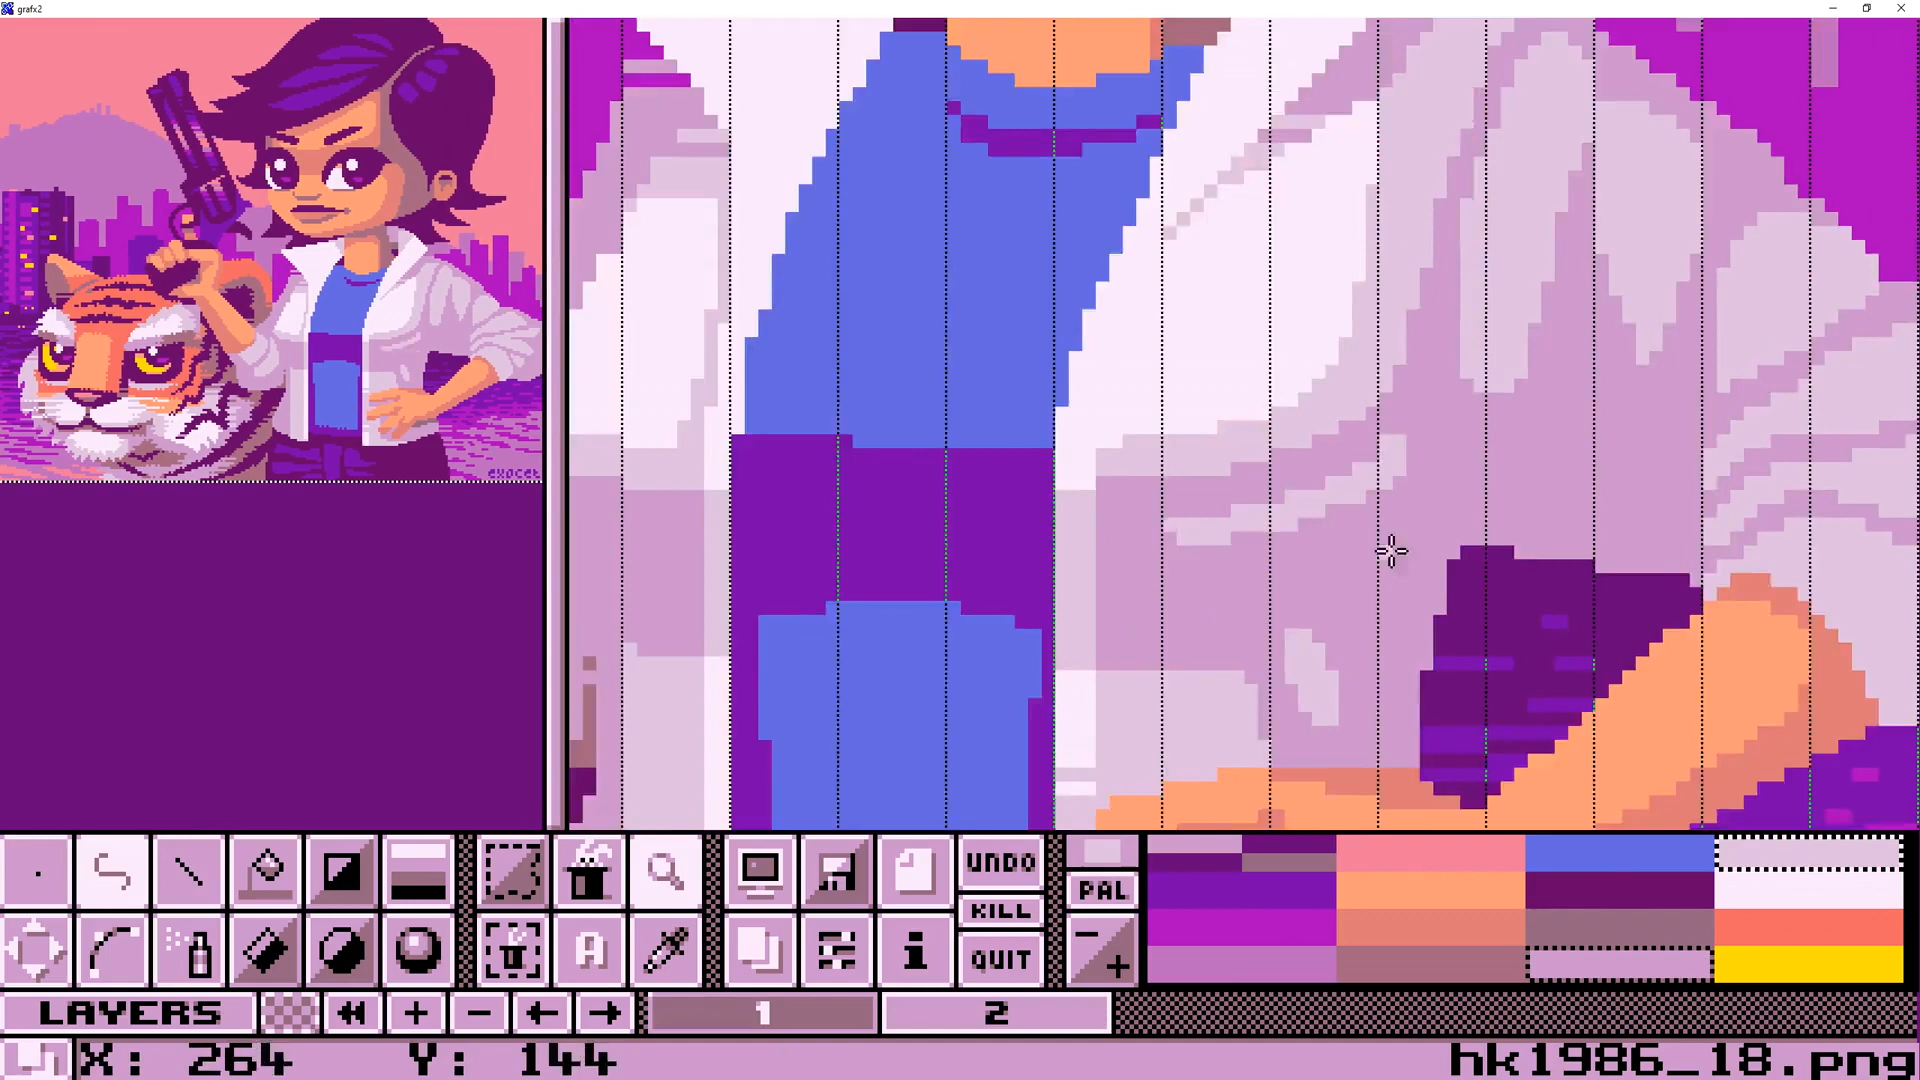 grafx2
exocet
UNDO
KILL
QUIT
PAL
A
i
LAYERS
1
2
X: 264 Y: 144
hk1986_18.png